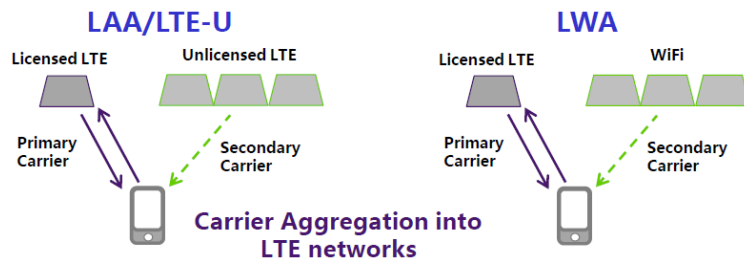 LAA/LTE-U
Licensed LTE
Unlicensed LTE
Primary
Carrier
Secondary
Carrier
LWA
Licensed LTE
WiFi
Primary
Carrier
Secondary
Carrier
Carrier Aggregation into
LTE networks